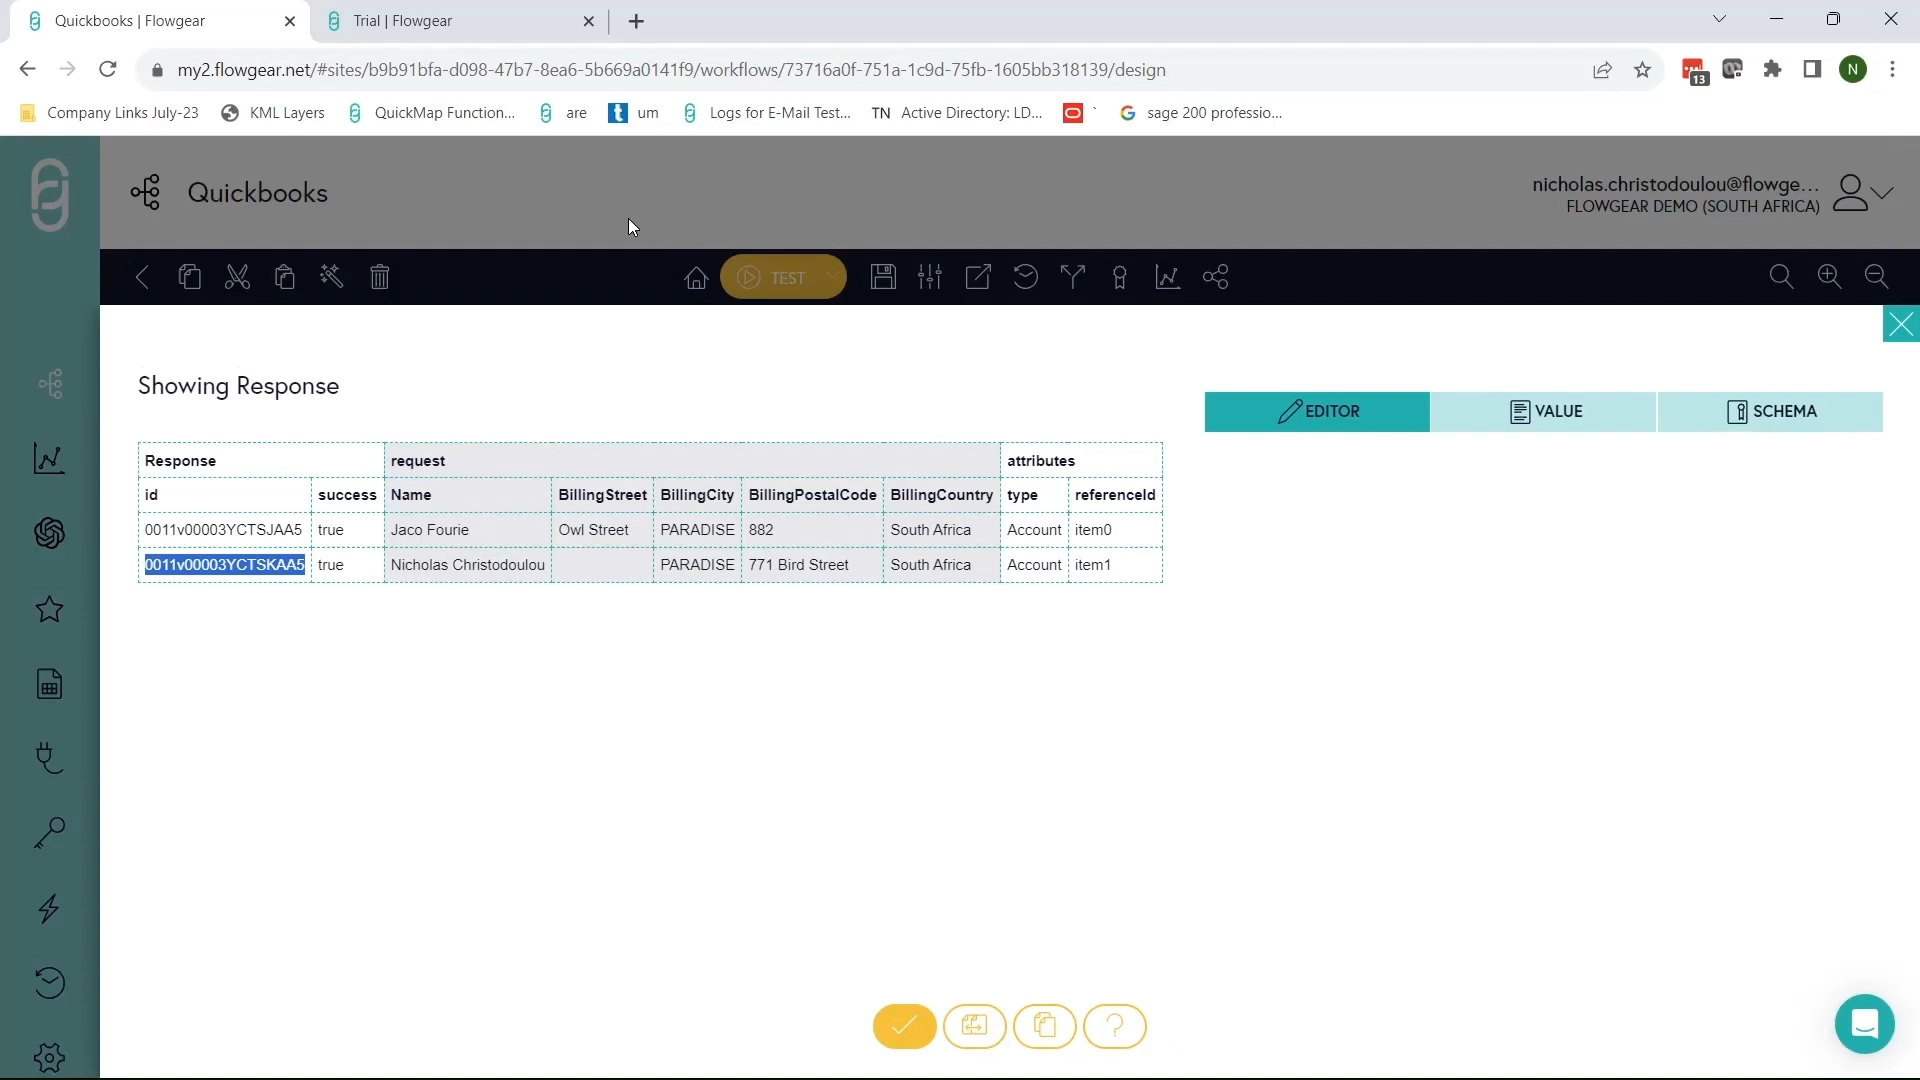 Quickbooks | Flowgear
Trial | Flowgear
my2.flowgear.net/#sites/b9b91bfa-d098-47b7-8ea6-5b669a0141f9/workflows/73716a0f-751a-1c9d-75fb-1605bb318139/design
13
N
Company Links July-23
KML Layers
QuickMap Function...
are
t
um
Logs for E-Mail Test...
TN Active Directory: LD...
`
sage 200 professio...
Quickbooks
nicholas.christodoulou@flowge...
FLOWGEAR DEMO (SOUTH AFRICA)
TEST
Showing Response
EDITOR
VALUE
SCHEMA
Response request attributes
id success Name BillingStreet BillingCity BillingPostalCode BillingCountry type referenceId
0011v00003YCTSJAA5 true Jaco Fourie Owl Street PARADISE 882 South Africa Account item0
0011v00003YCTSKAA5 true Nicholas Christodoulou PARADISE 771 Bird Street South Africa Account item1
?